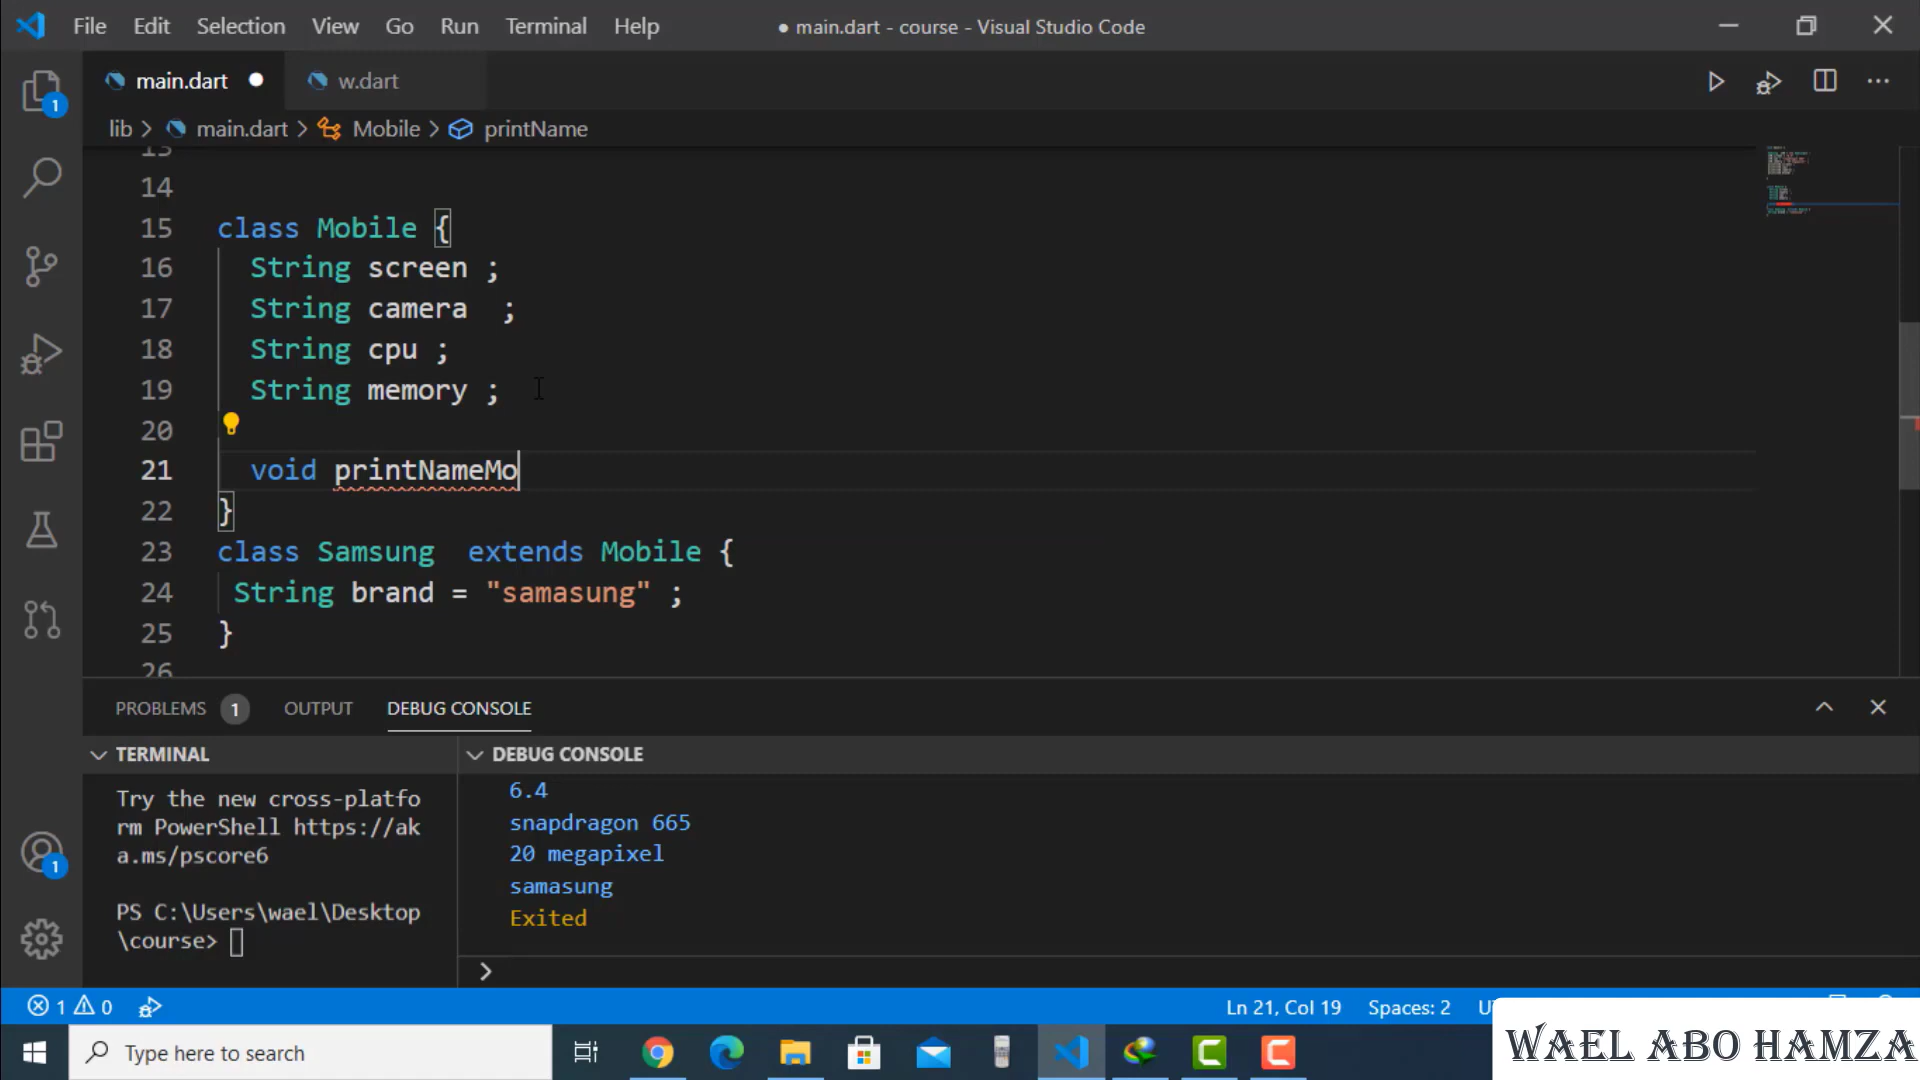 File Edit Selection View Go Run Terminal Help ● main.dart - course - Visual Studio Code
main.dart ● w.dart
lib > main.dart > Mobile > printName
13
14
15 class Mobile {
16 String screen ;
17 String camera  ;
18 String cpu ;
19 String memory ;
20
21 void printNameMo
22 }
23 class Samsung  extends Mobile {
24 String brand = "samasung" ;
25 }
26
PROBLEMS 1 OUTPUT DEBUG CONSOLE
TERMINAL
Try the new cross-platfo
rm PowerShell https://ak
a.ms/pscore6
PS C:\Users\wael\Desktop
\course>
DEBUG CONSOLE
6.4
snapdragon 665
20 megapixel
samasung
Exited
>
1 0 Ln 21, Col 19 Spaces: 2
Type here to search
WAEL ABO HAMZA
1
1